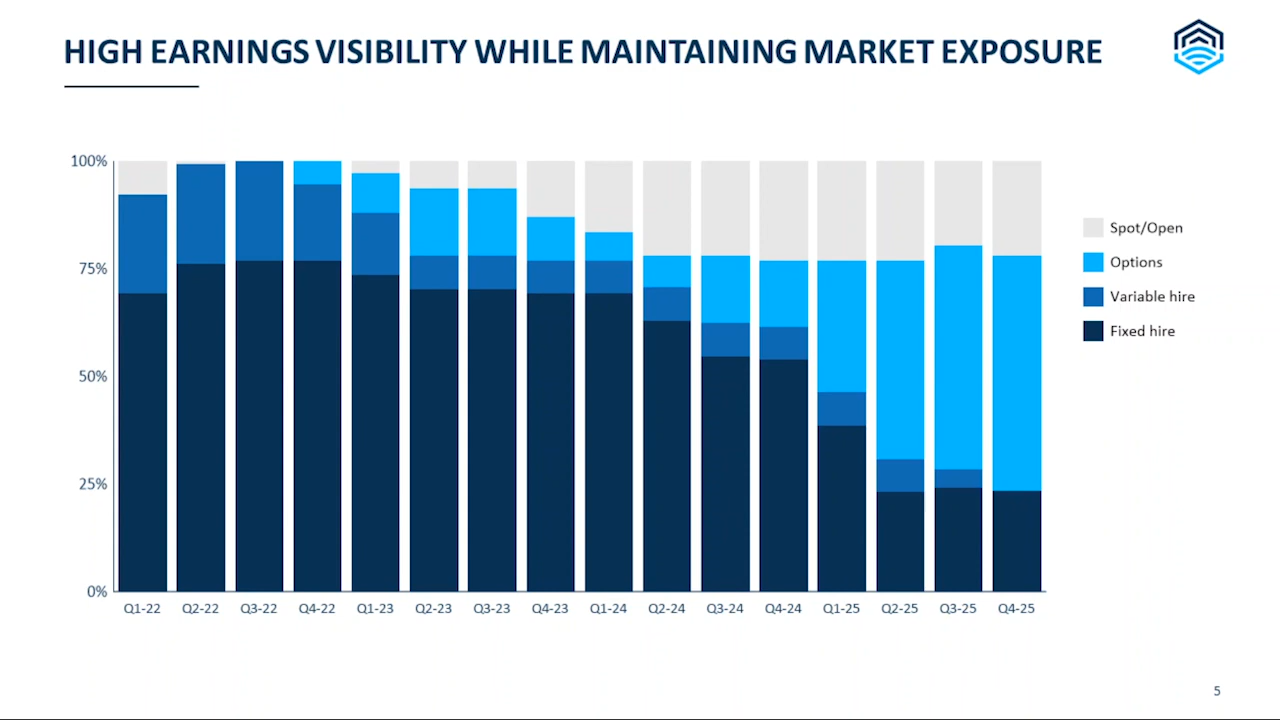 HIGH EARNINGS VISIBILITY WHILE MAINTAINING MARKET EXPOSURE
100%
75%
50%
25%
0%
Q1-22 Q2-22 Q3-22 Q4-22 Q1-23 Q2-23 Q3-23 Q4-23 Q1-24 Q2-24 Q3-24 Q4-24 Q1-25 Q2-25 Q3-25 Q4-25
Spot/Open
Options
Variable hire
Fixed hire
5